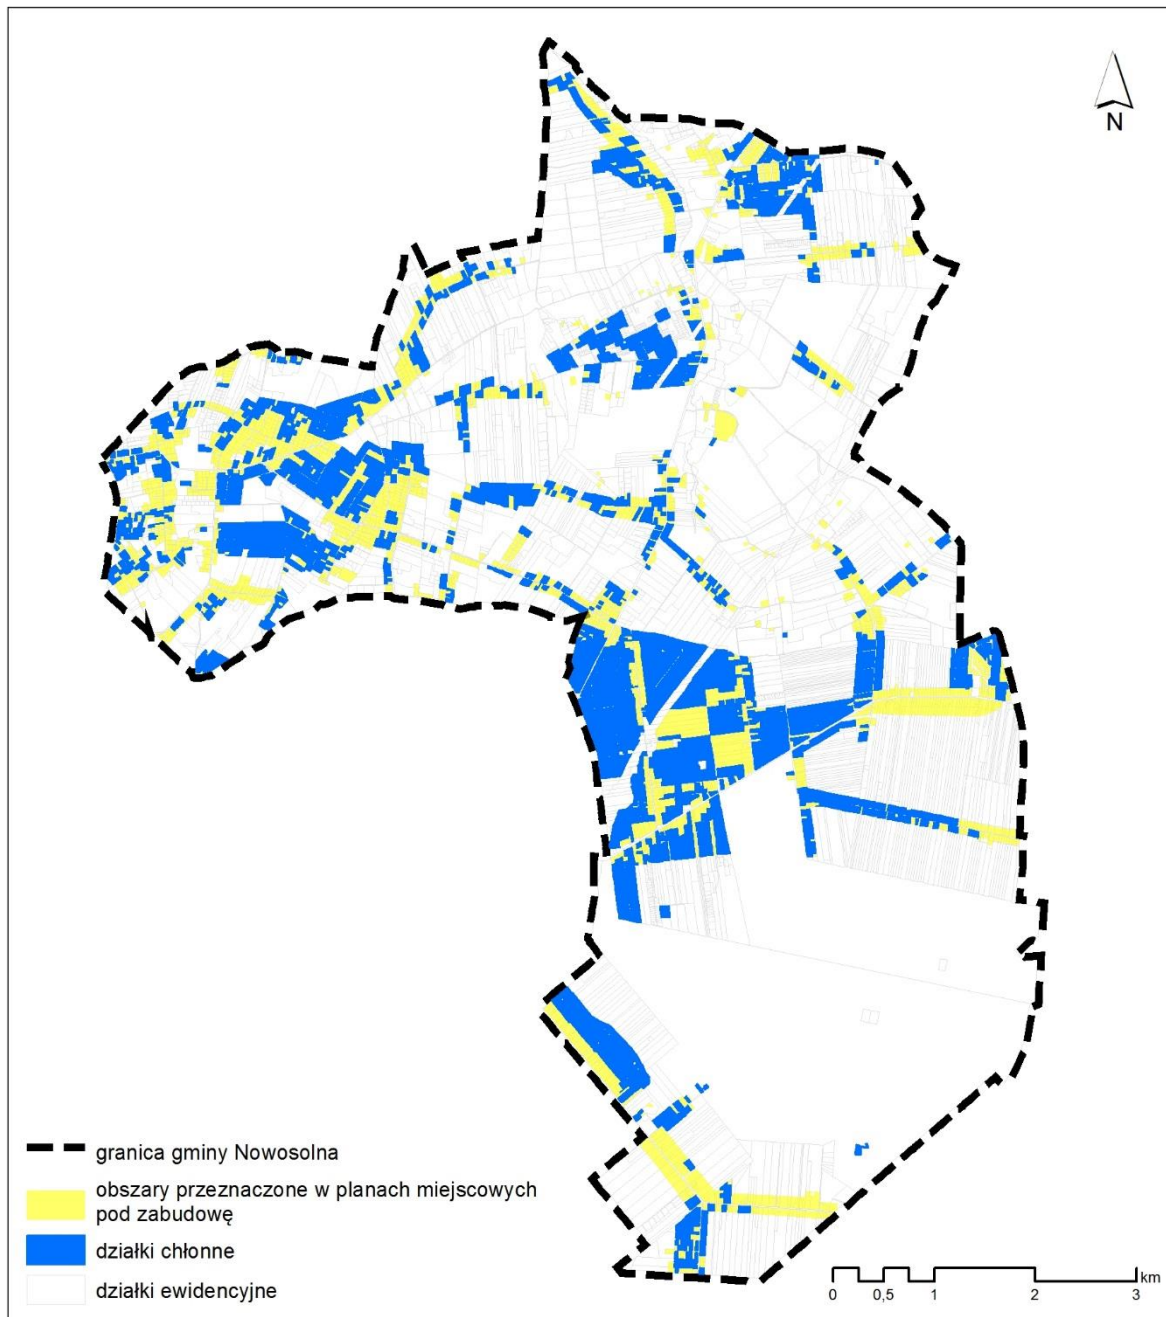 N
granica gminy Nowosolna
obszary przeznaczone w planach miejscowych
pod zabudowę
działki chłonne
działki ewidencyjne
km
0 0,5 1 2 3